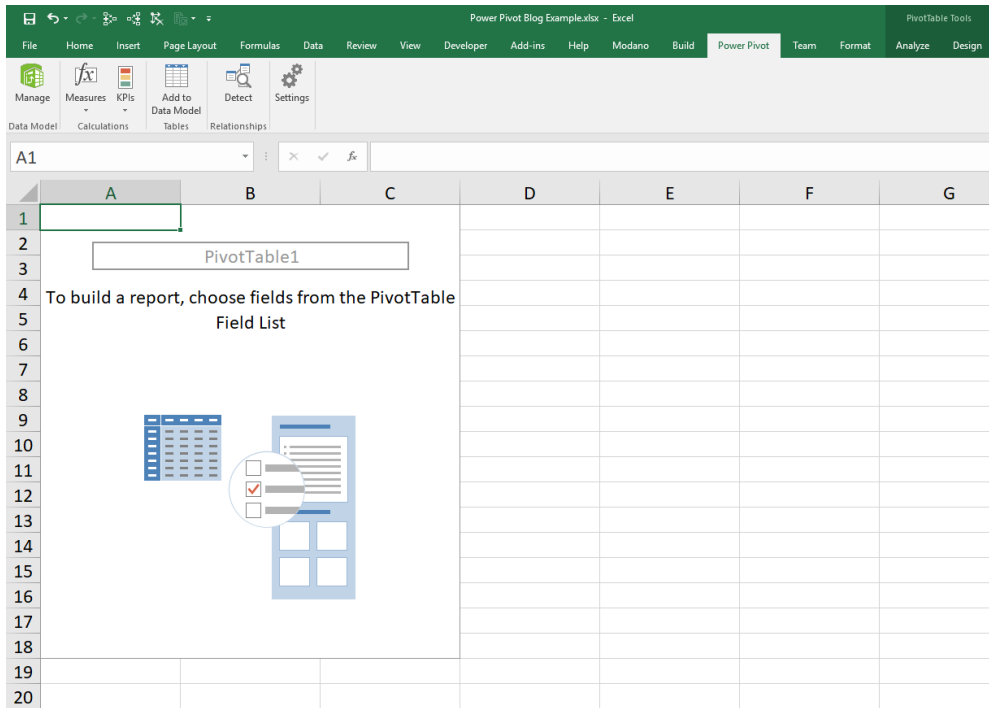 Power Pivot Blog Example.xlsx - Excel
PivotTable Tools
File Home Insert Page Layout Formulas Data Review View Developer Add-ins Help Modano Build Power Pivot Team Format Analyze Design
Manage Measures KPIs Add to Data Model Detect Settings
Data Model Calculations Tables Relationships
A1 fx
A B C D E F G
1
2
PivotTable1
3
4 To build a report, choose fields from the PivotTable
5 Field List
6
7
8
9
10
11
12
13
14
15
16
17
18
19
20